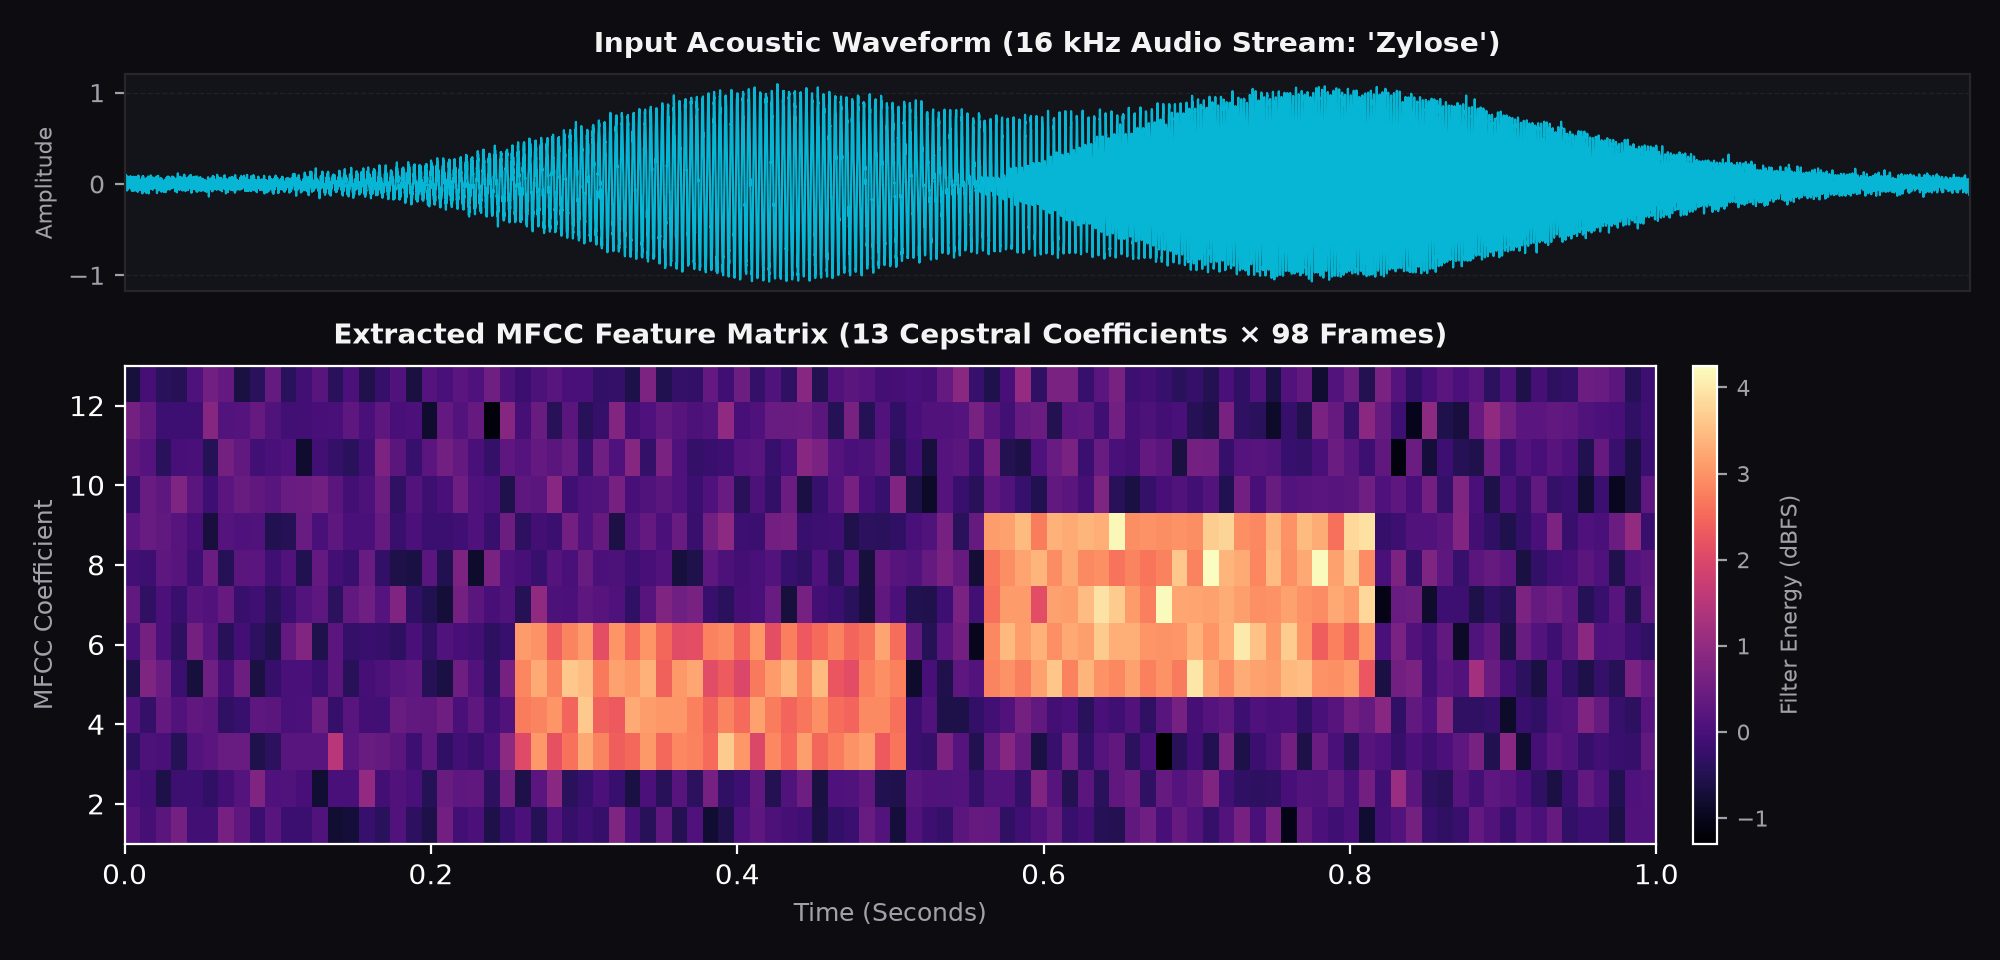 Input Acoustic Waveform (16 kHz Audio Stream: 'Zylose')
Amplitude
1
0
−1
Extracted MFCC Feature Matrix (13 Cepstral Coefficients × 98 Frames)
MFCC Coefficient
12
10
8
6
4
2
0.0 0.2 0.4 0.6 0.8 1.0
Time (Seconds)
4
3
2
1
0
−1
Filter Energy (dBFS)